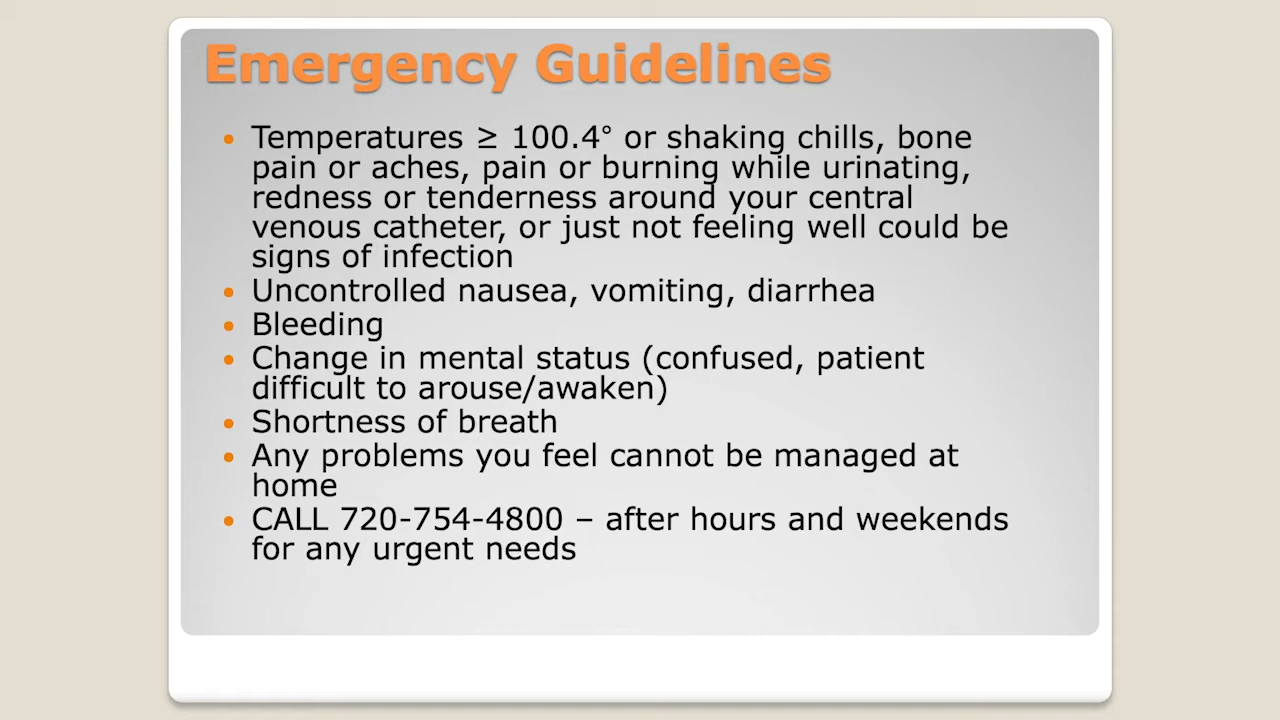 Emergency Guidelines
• Temperatures ≥ 100.4° or shaking chills, bone
pain or aches, pain or burning while urinating,
redness or tenderness around your central
venous catheter, or just not feeling well could be
signs of infection
• Uncontrolled nausea, vomiting, diarrhea
• Bleeding
• Change in mental status (confused, patient
difficult to arouse/awaken)
• Shortness of breath
• Any problems you feel cannot be managed at
home
• CALL 720-754-4800 – after hours and weekends
for any urgent needs